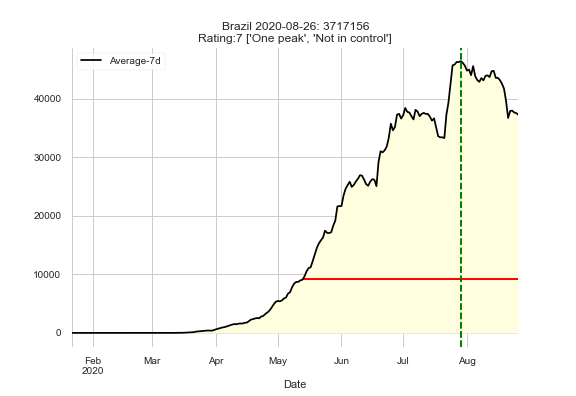 Brazil 2020-08-26: 3717156
Rating:7 ['One peak', 'Not in control']
Average-7d
40000
30000
20000
10000
0
Feb
2020
Mar
Apr
May
Jun
Jul
Aug
Date